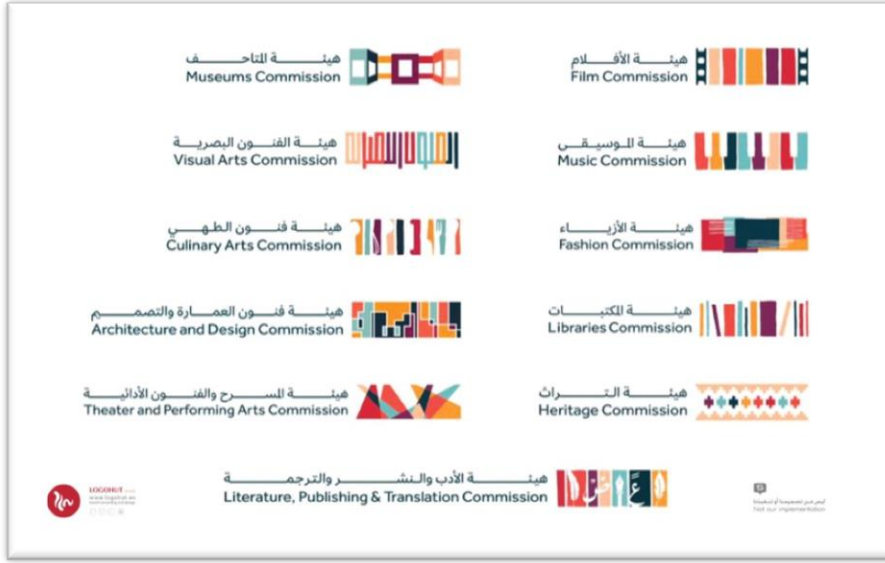 هيئة المتاحف
Museums Commission
هيئة الأفلام
Film Commission
هيئة الفنون البصرية
Visual Arts Commission
هيئة الموسيقى
Music Commission
هيئة فنون الطهي
Culinary Arts Commission
هيئة الأزياء
Fashion Commission
هيئة فنون العمارة والتصميم
Architecture and Design Commission
هيئة المكتبات
Libraries Commission
هيئة المسرح والفنون الأدائية
Theater and Performing Arts Commission
هيئة التراث
Heritage Commission
هيئة الأدب والنشر والترجمة
Literature, Publishing & Translation Commission
LOGOHUT
Not our implementation